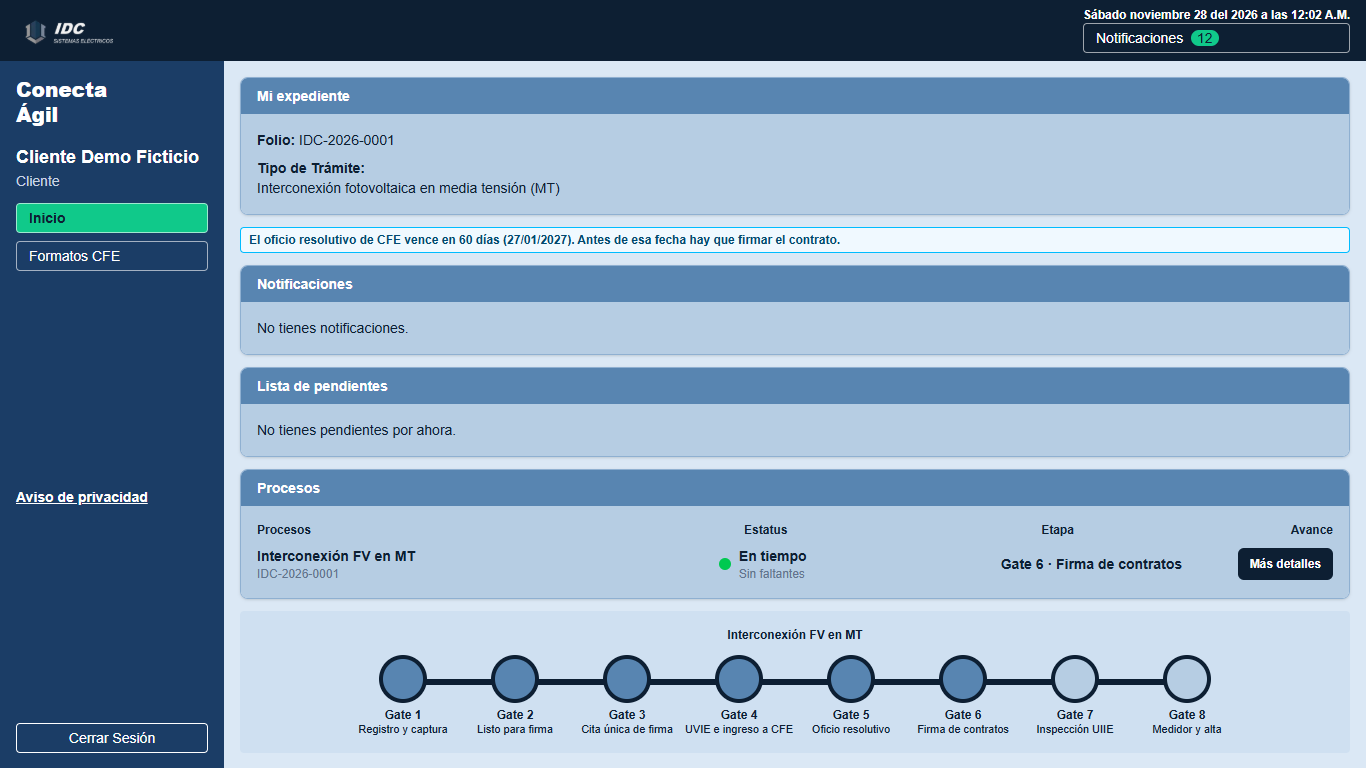 IDC
SISTEMAS ELÉCTRICOS
Sábado noviembre 28 del 2026 a las 12:02 A.M.
Notificaciones 12
Conecta
Ágil
Cliente Demo Ficticio
Cliente
Inicio
Formatos CFE
Aviso de privacidad
Cerrar Sesión
Mi expediente
Folio: IDC-2026-0001
Tipo de Trámite:
Interconexión fotovoltaica en media tensión (MT)
El oficio resolutivo de CFE vence en 60 días (27/01/2027). Antes de esa fecha hay que firmar el contrato.
Notificaciones
No tienes notificaciones.
Lista de pendientes
No tienes pendientes por ahora.
Procesos
Procesos Estatus Etapa Avance
Interconexión FV en MT En tiempo Gate 6 · Firma de contratos Más detalles
IDC-2026-0001 Sin faltantes
Interconexión FV en MT
Gate 1 Gate 2 Gate 3 Gate 4 Gate 5 Gate 6 Gate 7 Gate 8
Registro y captura Listo para firma Cita única de firma UVIE e ingreso a CFE Oficio resolutivo Firma de contratos Inspección UIIE Medidor y alta